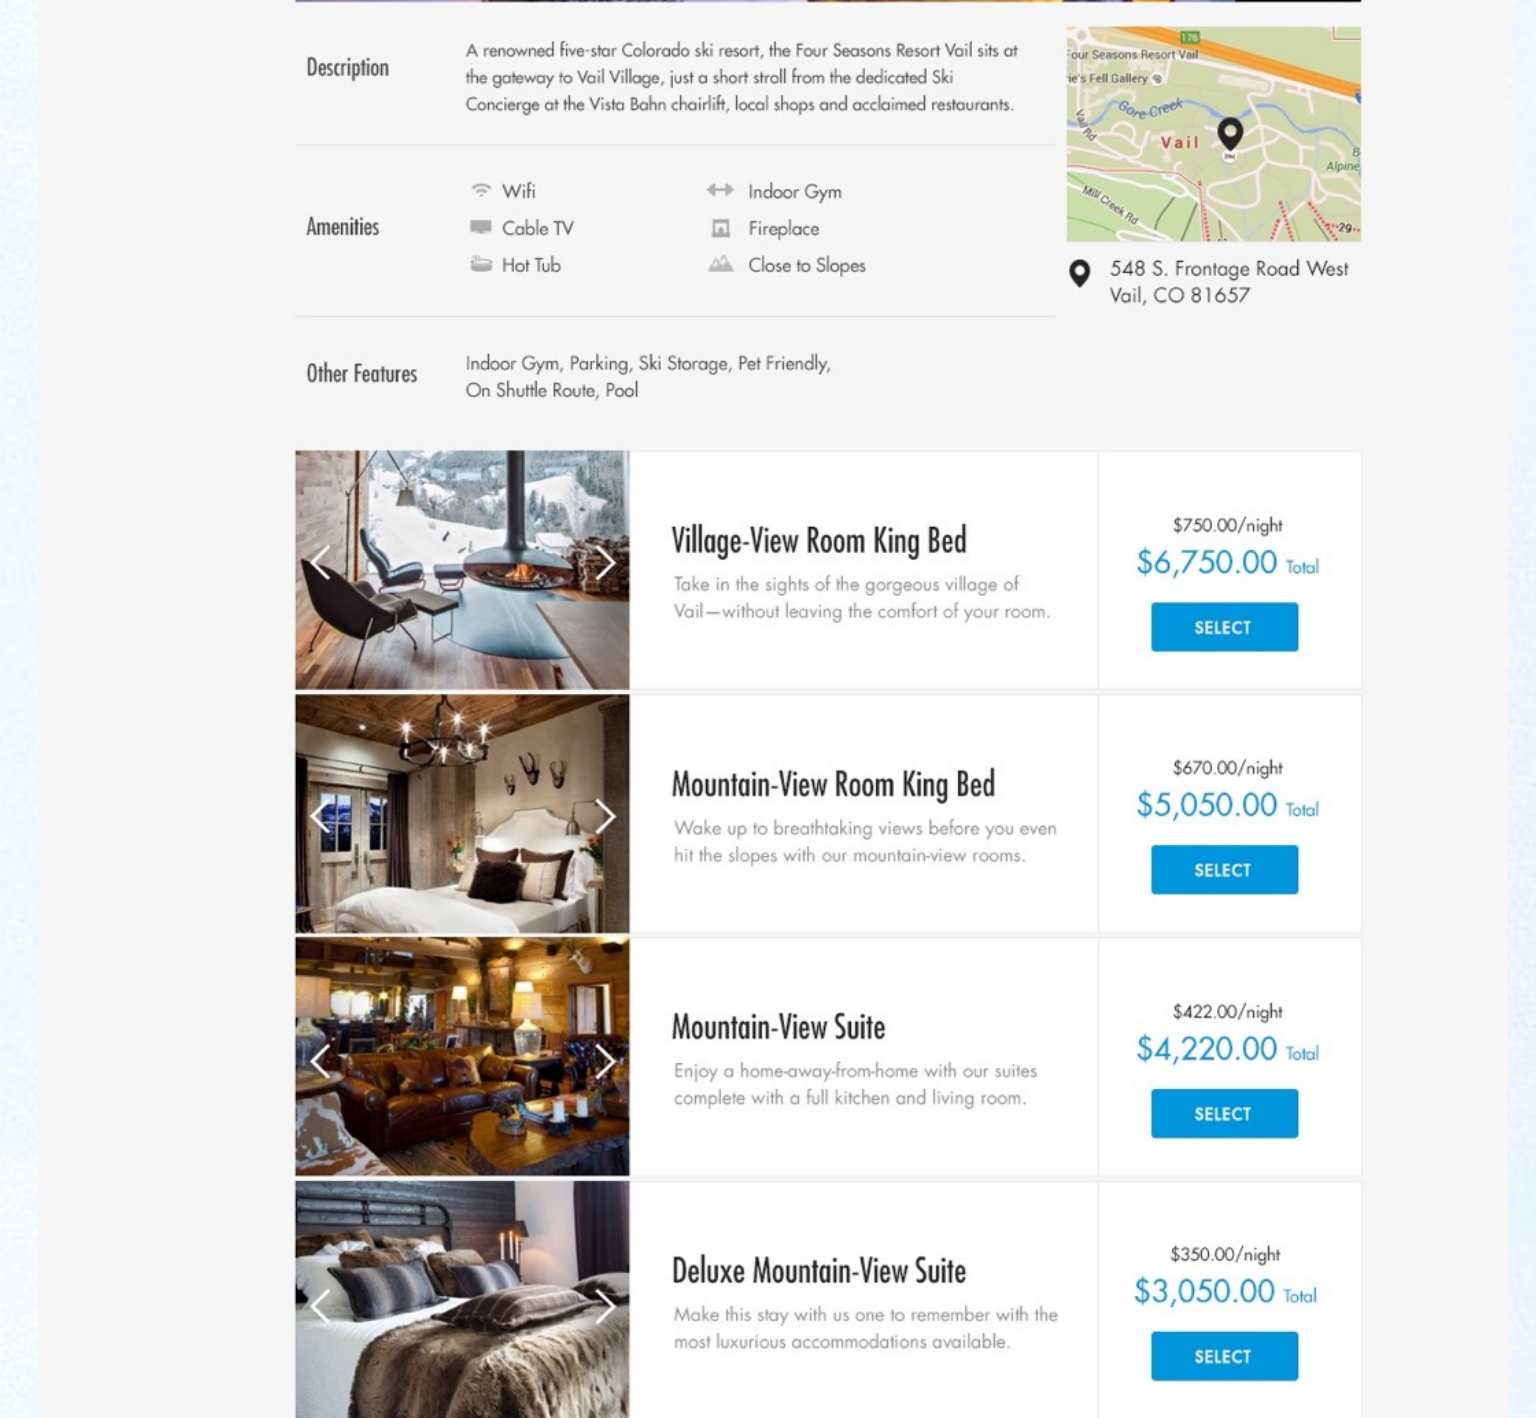 Description
A renowned five-star Colorado ski resort, the Four Seasons Resort Vail sits at
the gateway to Vail Village, just a short stroll from the dedicated Ski
Concierge at the Vista Bahn chairlift, local shops and acclaimed restaurants.
176
Four Seasons Resort Vail
ie's Fell Gallery
Gore Creek
Vail Rd
Vail
Alpine
Mill Creek Rd
29
548 S. Frontage Road West
Vail, CO 81657
Amenities
Wifi
Indoor Gym
Cable TV
Fireplace
Hot Tub
Close to Slopes
Other Features
Indoor Gym, Parking, Ski Storage, Pet Friendly,
On Shuttle Route, Pool
Village-View Room King Bed
Take in the sights of the gorgeous village of
Vail—without leaving the comfort of your room.
$750.00/night
$6,750.00 Total
SELECT
Mountain-View Room King Bed
Wake up to breathtaking views before you even
hit the slopes with our mountain-view rooms.
$670.00/night
$5,050.00 Total
SELECT
Mountain-View Suite
Enjoy a home-away-from-home with our suites
complete with a full kitchen and living room.
$422.00/night
$4,220.00 Total
SELECT
Deluxe Mountain-View Suite
Make this stay with us one to remember with the
most luxurious accommodations available.
$350.00/night
$3,050.00 Total
SELECT